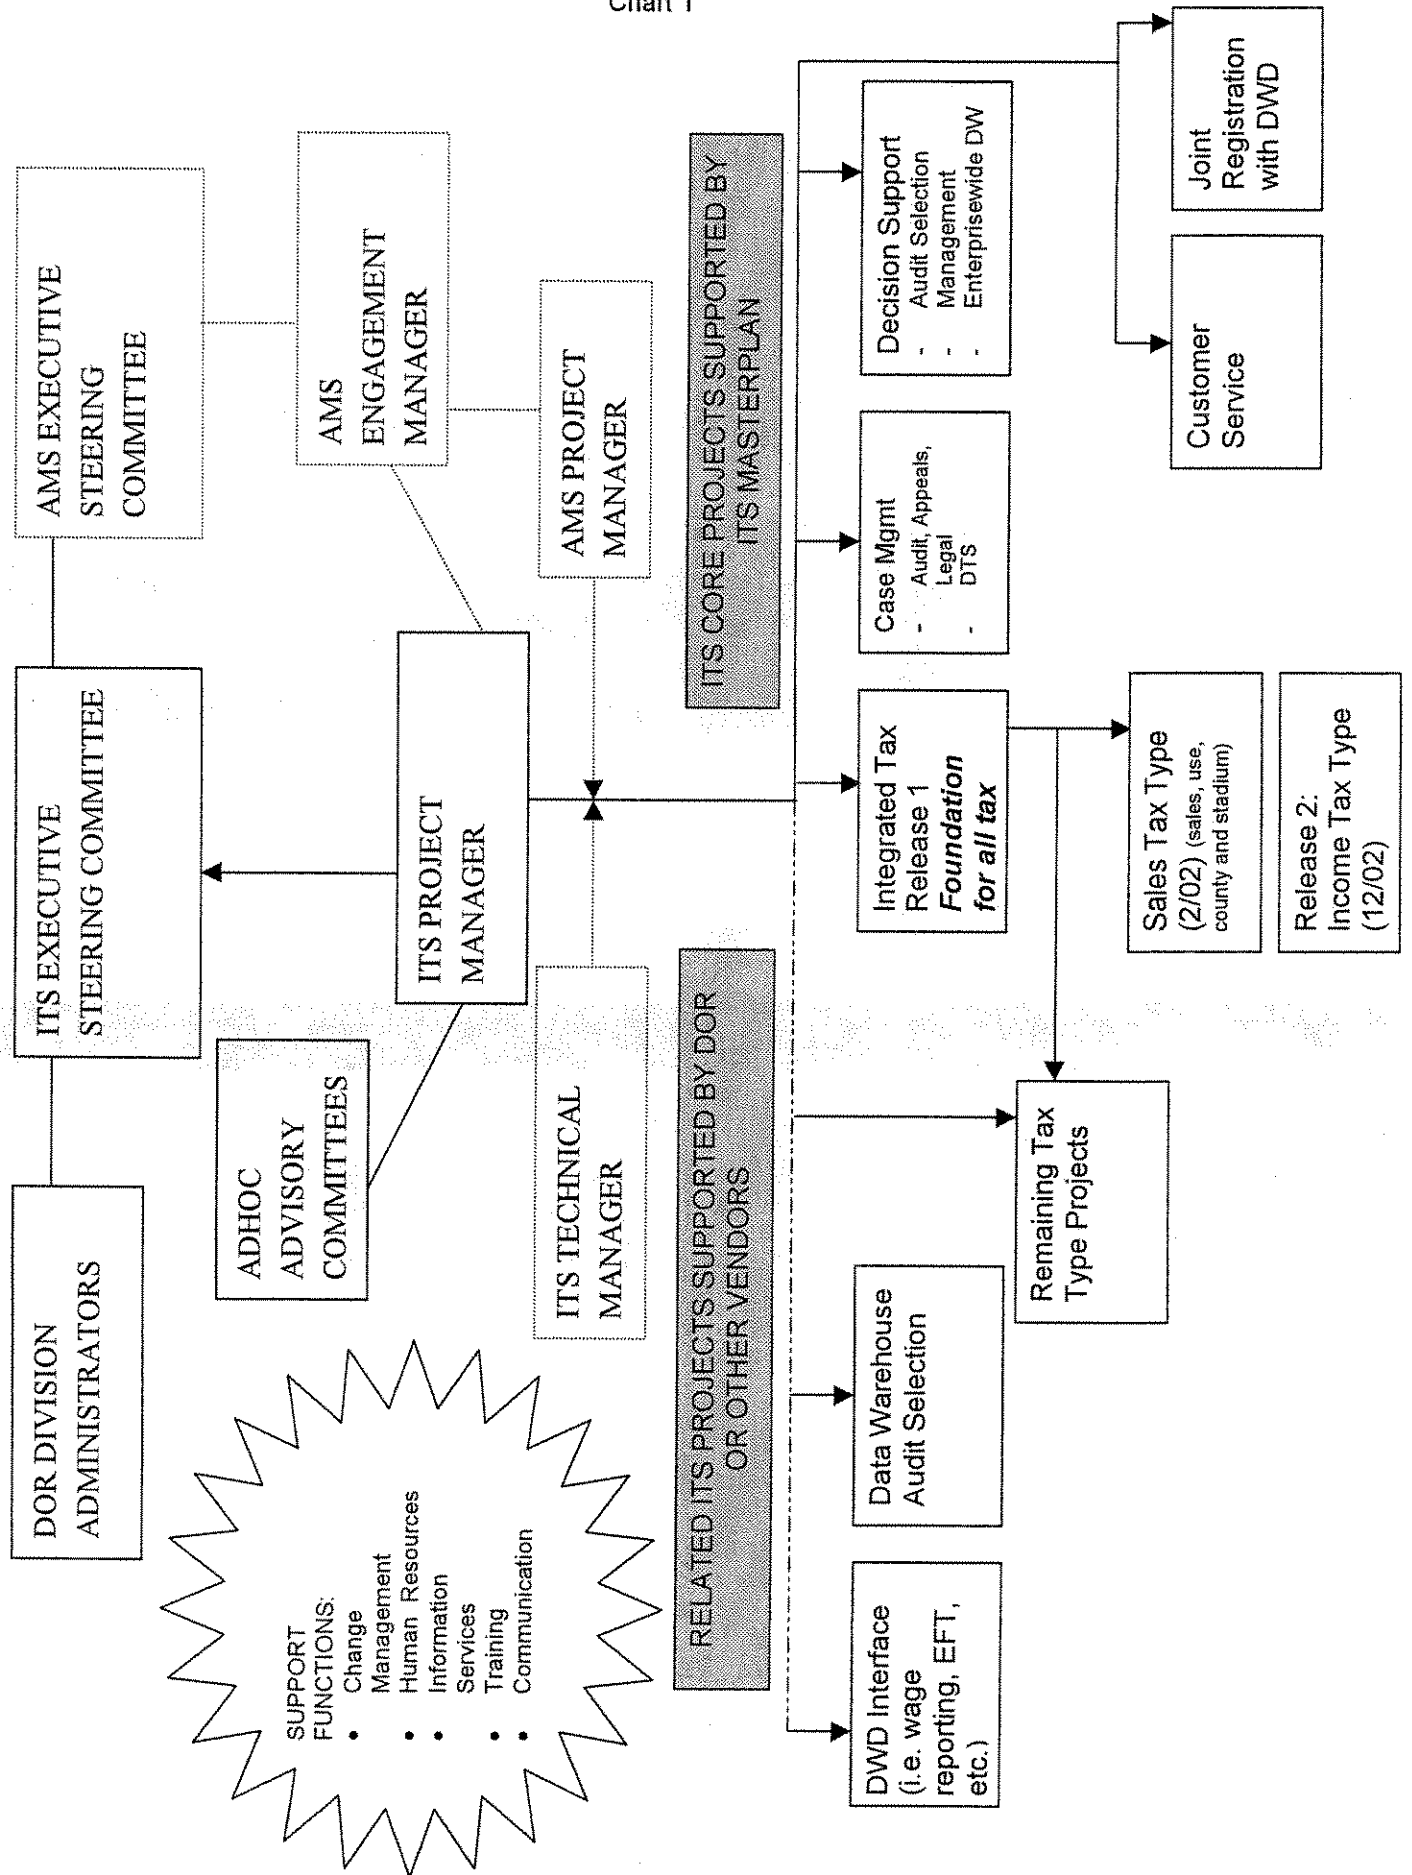 Chart 1
DOR DIVISION
ADMINISTRATORS
ITS EXECUTIVE
STEERING COMMITTEE
AMS EXECUTIVE
STEERING
COMMITTEE
ADHOC
ADVISORY
COMMITTEES
AMS
ENGAGEMENT
MANAGER
SUPPORT
FUNCTIONS:
• Change
Management
• Human Resources
• Information
Services
• Training
• Communication
ITS PROJECT
MANAGER
ITS TECHNICAL
MANAGER
AMS PROJECT
MANAGER
RELATED ITS PROJECTS SUPPORTED BY DOR
OR OTHER VENDORS
ITS CORE PROJECTS SUPPORTED BY
ITS MASTERPLAN
DWD Interface
(i.e. wage
reporting, EFT,
etc.)
Data Warehouse
Audit Selection
Integrated Tax
Release 1
Foundation
for all tax
Case Mgmt
- Audit, Appeals,
Legal
- DTS
Decision Support
- Audit Selection
- Management
- Enterprisewide DW
Remaining Tax
Type Projects
Sales Tax Type
(2/02) (sales, use,
county and stadium)
Release 2:
Income Tax Type
(12/02)
Customer
Service
Joint
Registration
with DWD